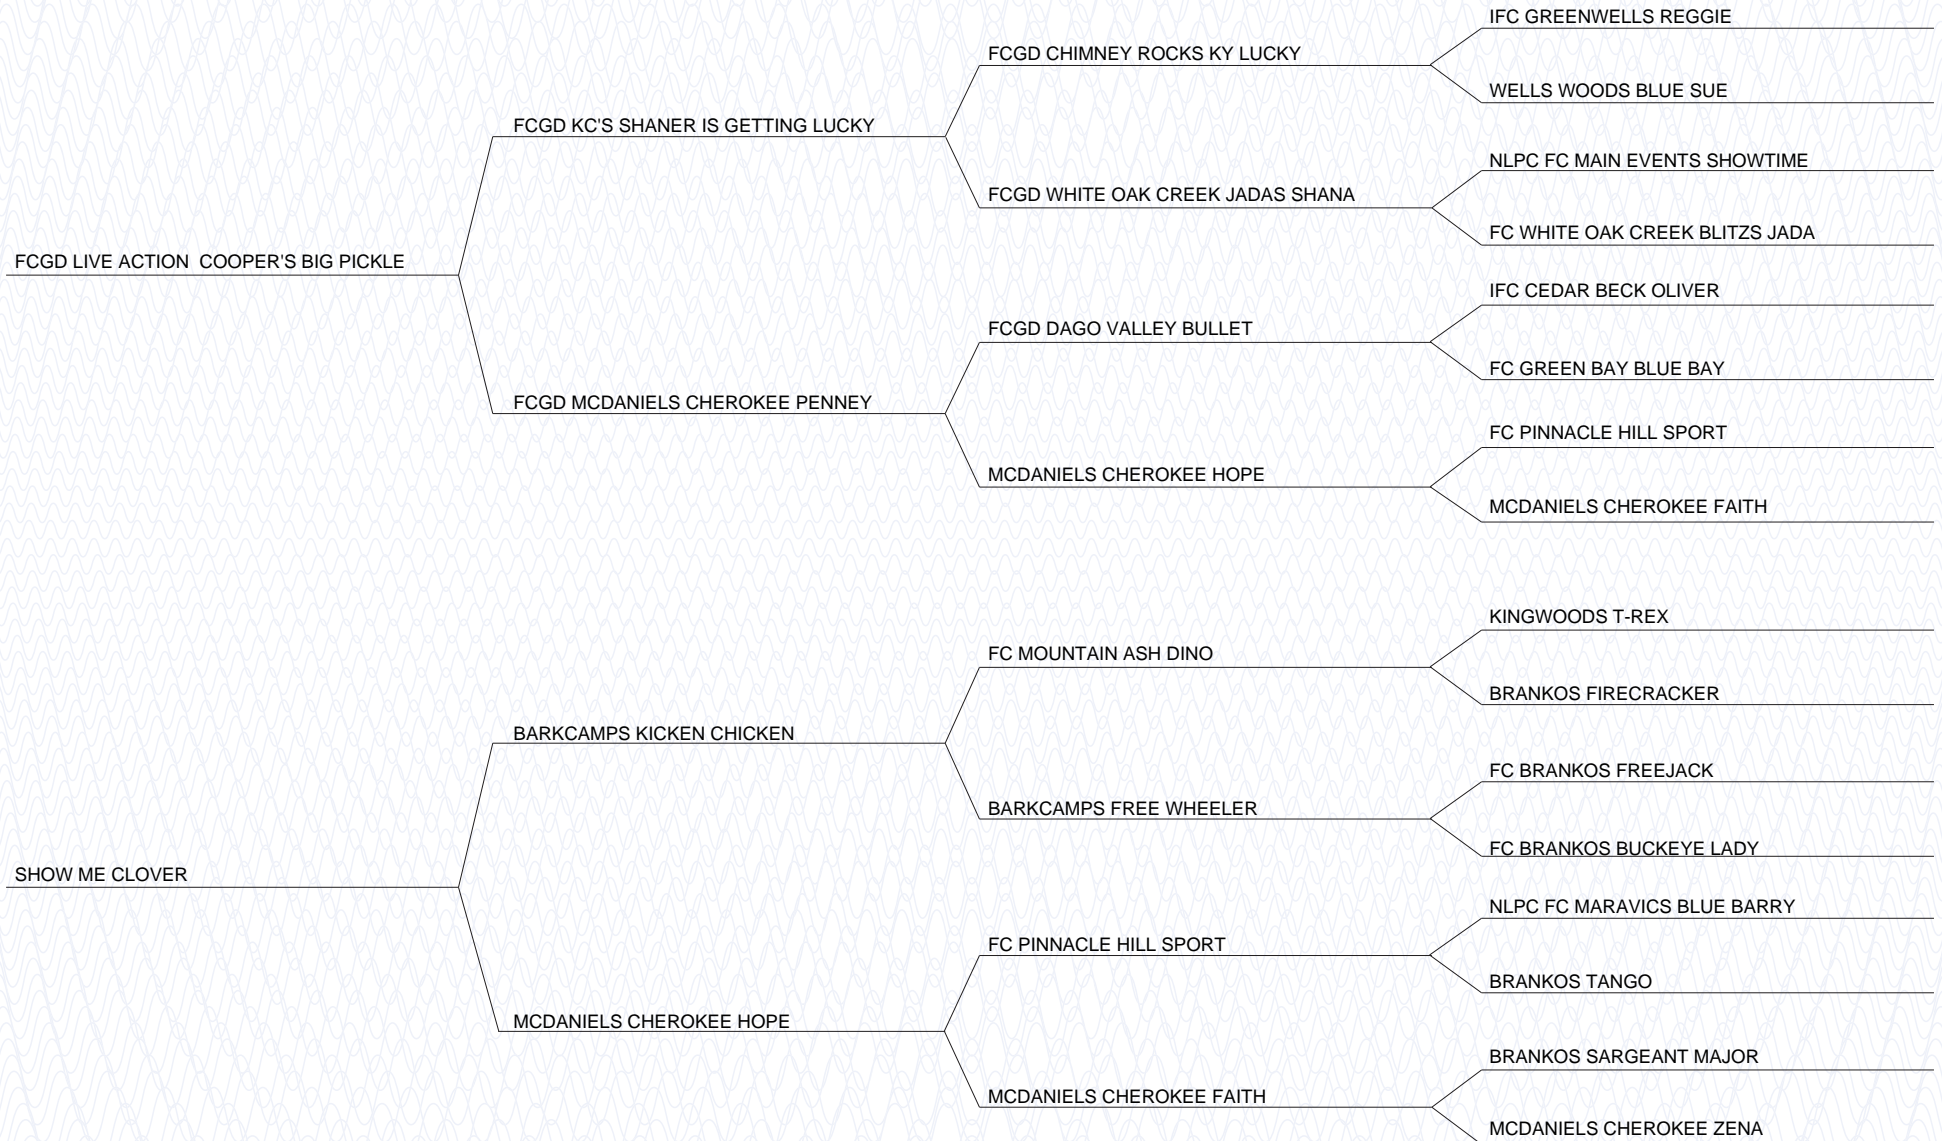 IFC GREENWELLS REGGIE
FCGD CHIMNEY ROCKS KY LUCKY
WELLS WOODS BLUE SUE
FCGD KC'S SHANER IS GETTING LUCKY
NLPC FC MAIN EVENTS SHOWTIME
FCGD WHITE OAK CREEK JADAS SHANA
FC WHITE OAK CREEK BLITZS JADA
FCGD LIVE ACTION  COOPER'S BIG PICKLE
IFC CEDAR BECK OLIVER
FCGD DAGO VALLEY BULLET
FC GREEN BAY BLUE BAY
FCGD MCDANIELS CHEROKEE PENNEY
FC PINNACLE HILL SPORT
MCDANIELS CHEROKEE HOPE
MCDANIELS CHEROKEE FAITH
KINGWOODS T-REX
FC MOUNTAIN ASH DINO
BRANKOS FIRECRACKER
BARKCAMPS KICKEN CHICKEN
FC BRANKOS FREEJACK
BARKCAMPS FREE WHEELER
FC BRANKOS BUCKEYE LADY
SHOW ME CLOVER
NLPC FC MARAVICS BLUE BARRY
FC PINNACLE HILL SPORT
BRANKOS TANGO
MCDANIELS CHEROKEE HOPE
BRANKOS SARGEANT MAJOR
MCDANIELS CHEROKEE FAITH
MCDANIELS CHEROKEE ZENA